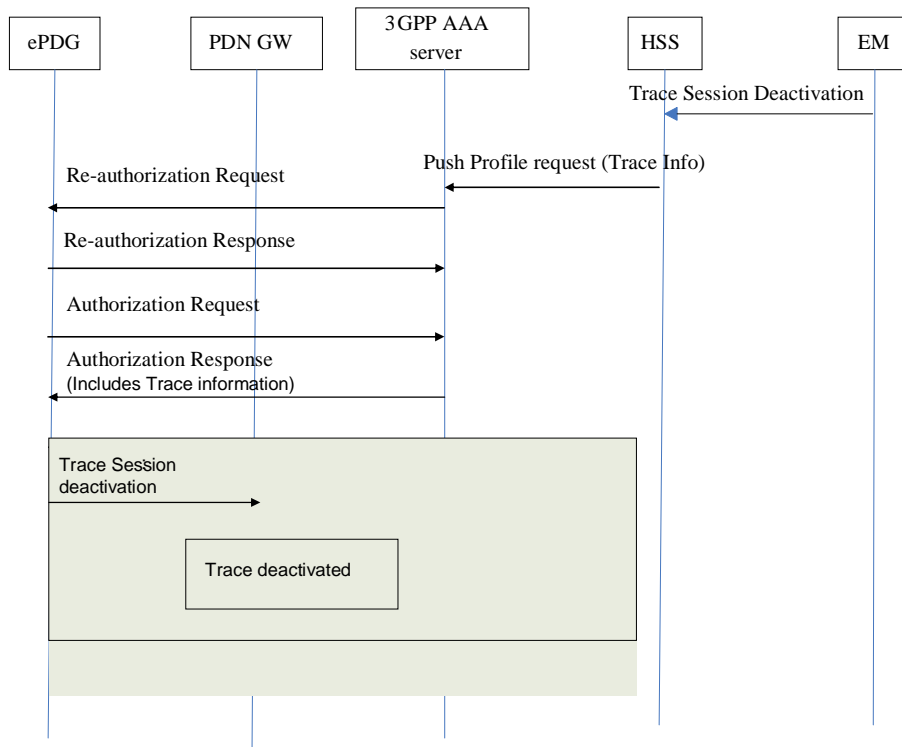 ePDG
PDN GW
3GPP AAA
server
HSS
EM
Trace Session Deactivation
Push Profile request (Trace Info)
Re-authorization Request
Re-authorization Response
Authorization Request
Authorization Response
(Includes Trace information)
Trace Session
deactivation
Trace deactivated